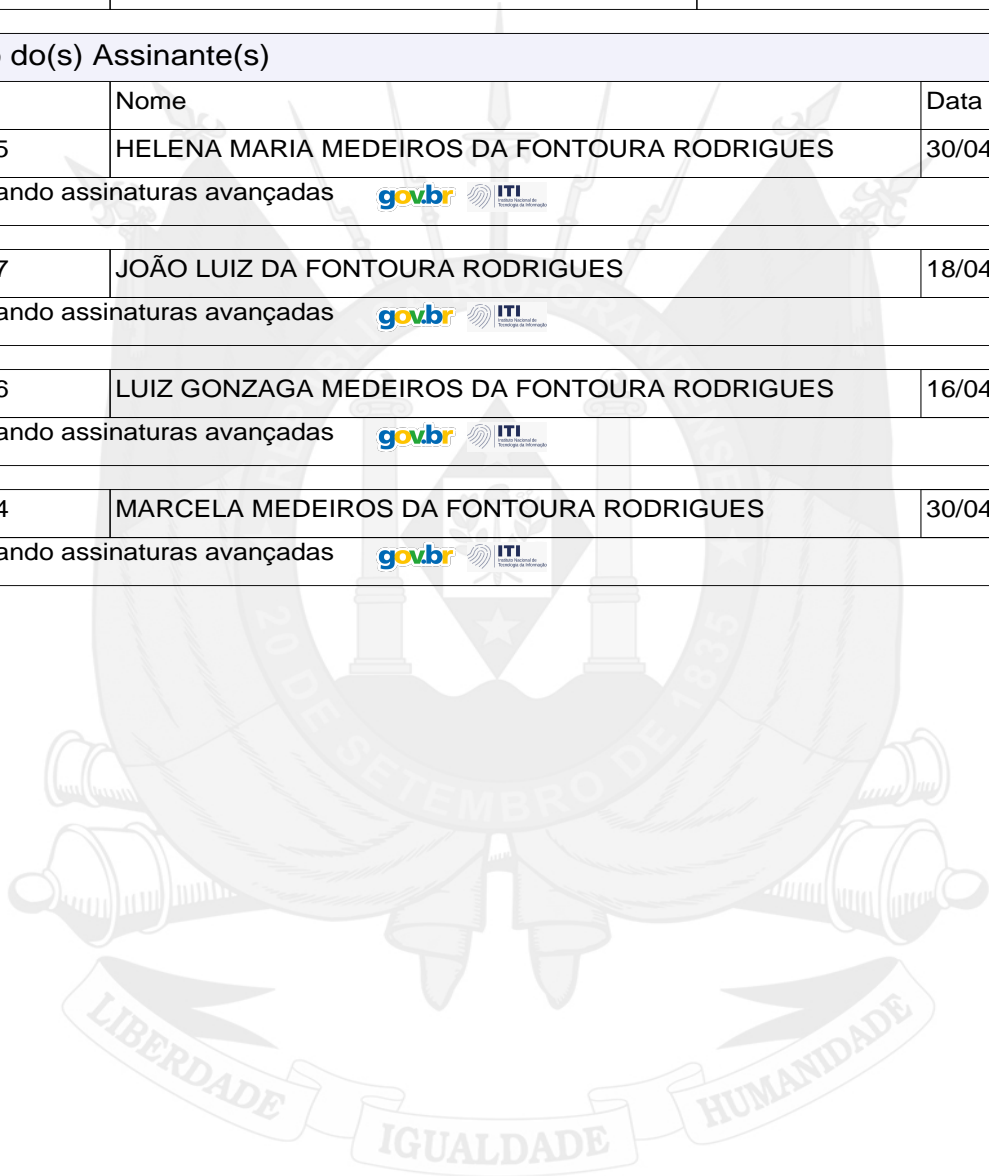 do(s) Assinante(s)
Nome Data
5 HELENA MARIA MEDEIROS DA FONTOURA RODRIGUES 30/04
ando assinaturas avançadas gov.br ITI
7 JOÃO LUIZ DA FONTOURA RODRIGUES 18/04
ando assinaturas avançadas gov.br ITI
6 LUIZ GONZAGA MEDEIROS DA FONTOURA RODRIGUES 16/04
ando assinaturas avançadas gov.br ITI
4 MARCELA MEDEIROS DA FONTOURA RODRIGUES 30/04
ando assinaturas avançadas gov.br ITI
20 DE SETEMBRO DE 1835
LIBERDADE
IGUALDADE
HUMANIDADE